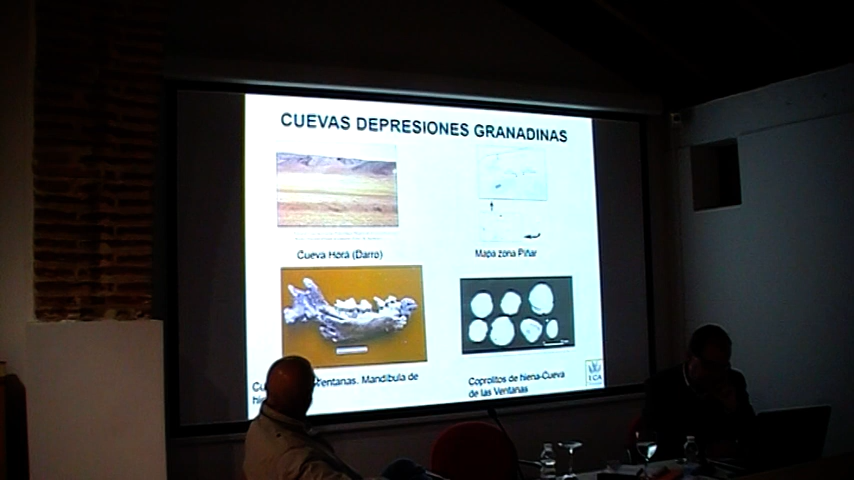 CUEVAS DEPRESIONES GRANADINAS
Cueva Hora (Darro)
Mapa zona Piñar
Ventanas. Mandíbula de
Coprolitos de hiena-Cueva
de las Ventanas